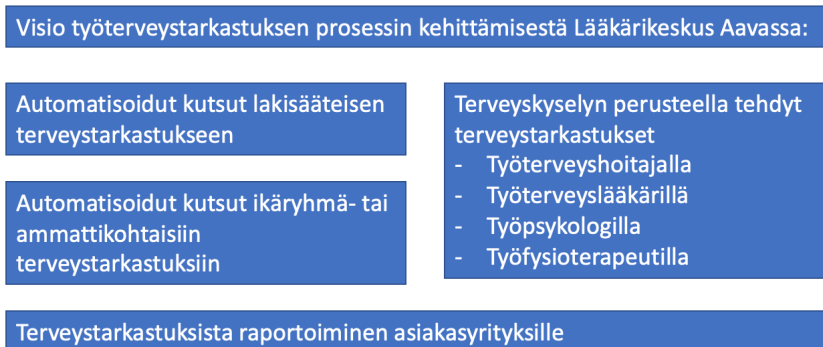 Visio työterveystarkastuksen prosessin kehittämisestä Lääkärikeskus Aavassa:
Automatisoidut kutsut lakisääteisen
terveystarkastukseen
Automatisoidut kutsut ikäryhmä- tai
ammattikohtaisiin
terveystarkastuksiin
Terveyskyselyn perusteella tehdyt
terveystarkastukset
- Työterveyshoitajalla
- Työterveyslääkärillä
- Työpsykologilla
- Työfysioterapeutilla
Terveystarkastuksista raportoiminen asiakasyrityksille